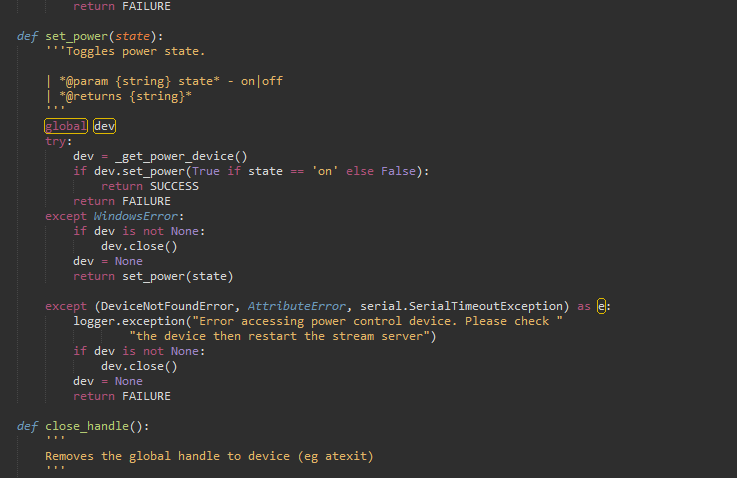 return FAILURE
def set_power(state):
'''Toggles power state.
| *@param {string} state* - on|off
| *@returns {string}*
'''
global dev
try:
dev = _get_power_device()
if dev.set_power(True if state == 'on' else False):
return SUCCESS
return FAILURE
except WindowsError:
if dev is not None:
dev.close()
dev = None
return set_power(state)
except (DeviceNotFoundError, AttributeError, serial.SerialTimeoutException) as e:
logger.exception("Error accessing power control device. Please check "
"the device then restart the stream server")
if dev is not None:
dev.close()
dev = None
return FAILURE
def close_handle():
'''
Removes the global handle to device (eg atexit)
'''